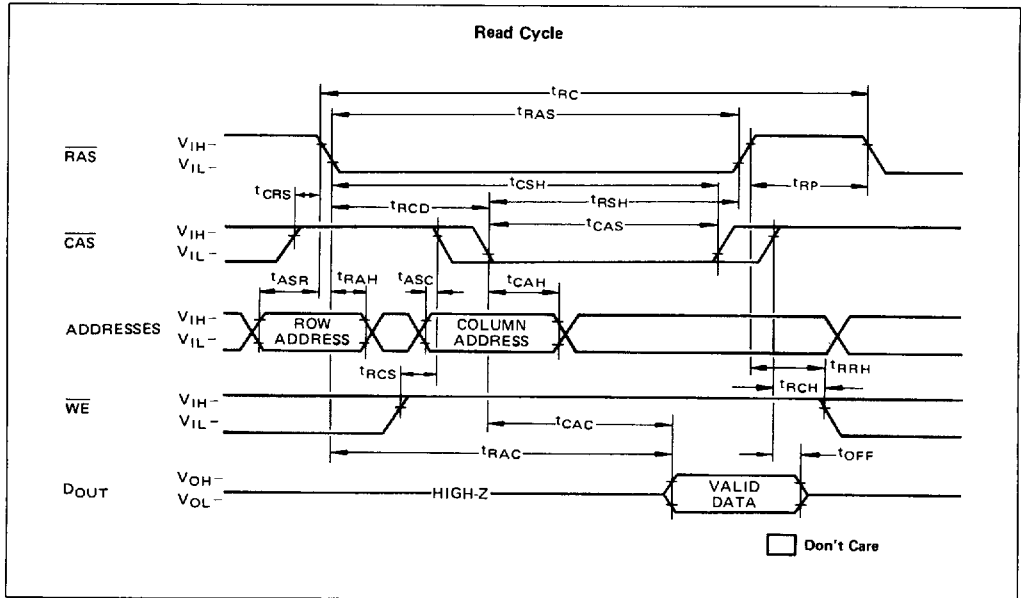 Read Cycle
tRC
tRAS
RAS
VIH–
VIL–
tCRS
tCSH
tRP
tRCD
tRSH
CAS
VIH–
VIL–
tCAS
tASR
tRAH
tASC
tCAH
ADDRESSES
VIH–
VIL–
ROW ADDRESS
COLUMN ADDRESS
tRCS
tRRH
tRCH
WE
VIH–
VIL–
tCAC
tRAC
tOFF
DOUT
VOH–
VOL–
HIGH-Z
VALID DATA
Don't Care